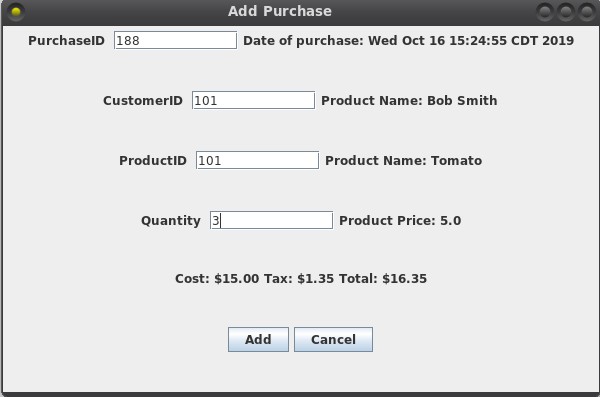 Add Purchase
PurchaseID 188 Date of purchase: Wed Oct 16 15:24:55 CDT 2019
CustomerID 101 Product Name: Bob Smith
ProductID 101 Product Name: Tomato
Quantity 3 Product Price: 5.0
Cost: $15.00 Tax: $1.35 Total: $16.35
Add Cancel